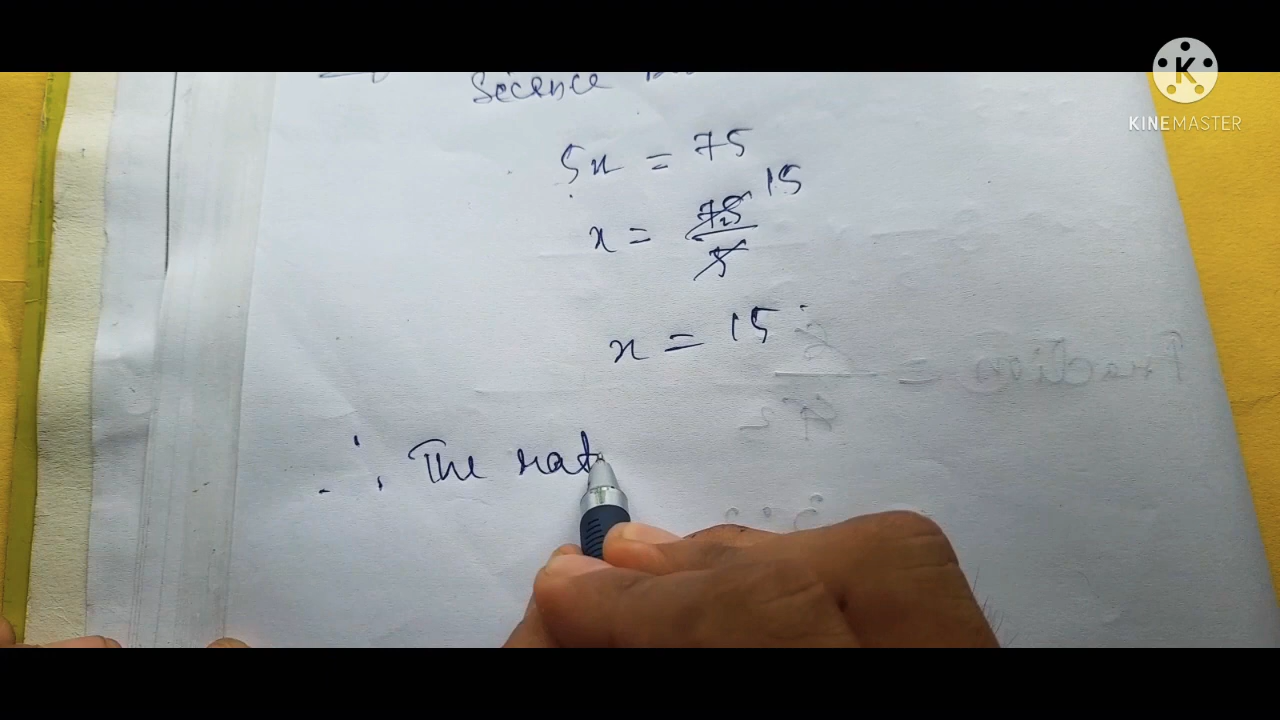 KINEMASTER
Science
5x = 75
x = 75/5 15
x = 15
∴ The rat